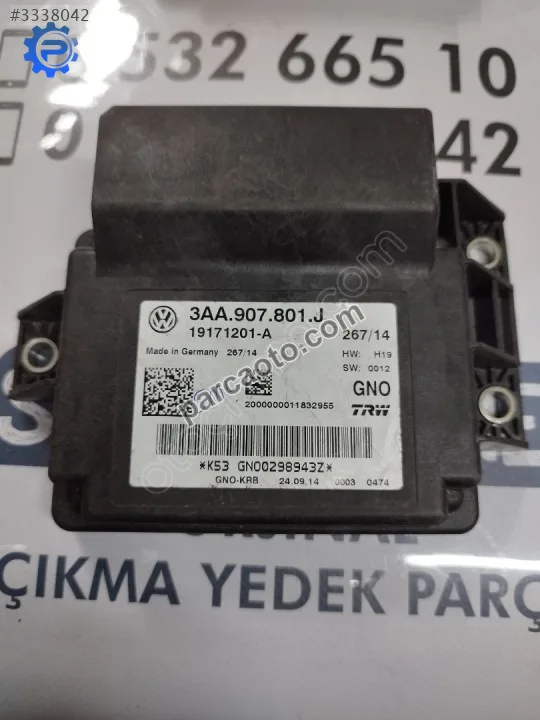 #3338042
P
532 665 10
9 42
3AA.907.801.J
19171201-A 267/14
Made in Germany 267/14 HW: H19
SW: 0012
GNO
2000000011832955 TRW
*K53 GN00298943Z*
GNO-KRB 24.09.14 0003 0474
parcaoto.com
ÇIKMA YEDEK PARÇ